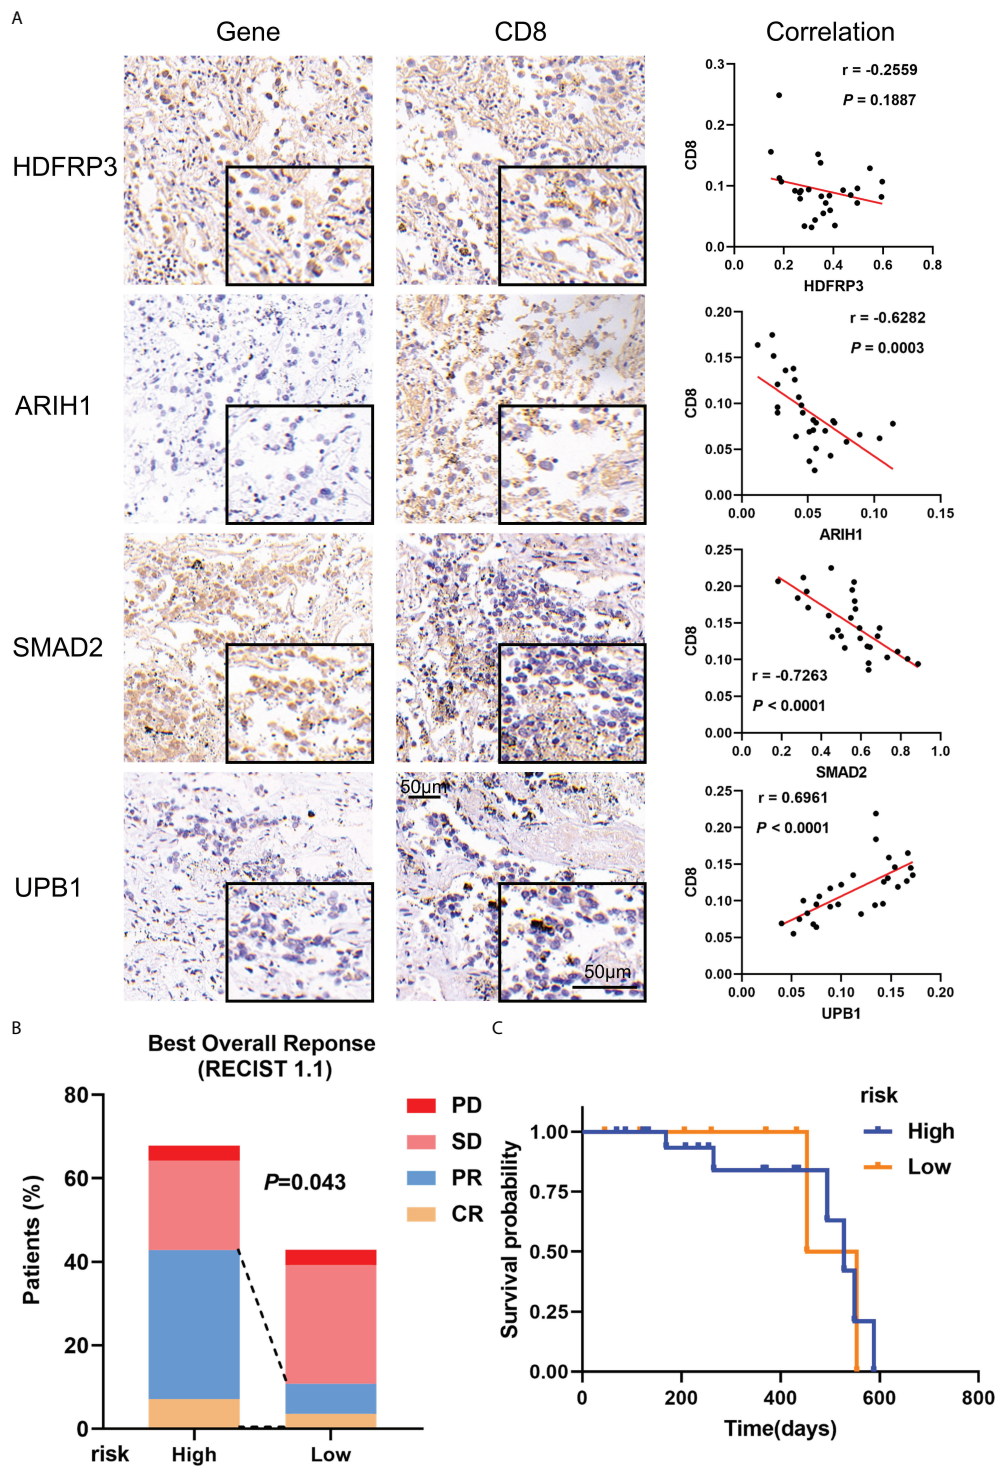 A
Gene
CD8
Correlation
HDFRP3
0.3
0.2
0.1
0.0
CD8
r = -0.2559
P = 0.1887
0.0 0.2 0.4 0.6 0.8
HDFRP3
ARIH1
0.20
0.15
0.10
0.05
0.00
CD8
r = -0.6282
P = 0.0003
0.00 0.05 0.10 0.15
ARIH1
SMAD2
0.25
0.20
0.15
0.10
0.05
0.00
CD8
r = -0.7263
P < 0.0001
0.0 0.2 0.4 0.6 0.8 1.0
SMAD2
UPB1
50μm
50μm
0.25
0.20
0.15
0.10
0.05
0.00
CD8
r = 0.6961
P < 0.0001
0.00 0.05 0.10 0.15 0.20
UPB1
B
Best Overall Reponse
(RECIST 1.1)
80
60
40
20
0
Patients (%)
P=0.043
PD
SD
PR
CR
risk High Low
C
risk
High
Low
1.00
0.75
0.50
0.25
0.00
Survival probability
0 200 400 600 800
Time(days)